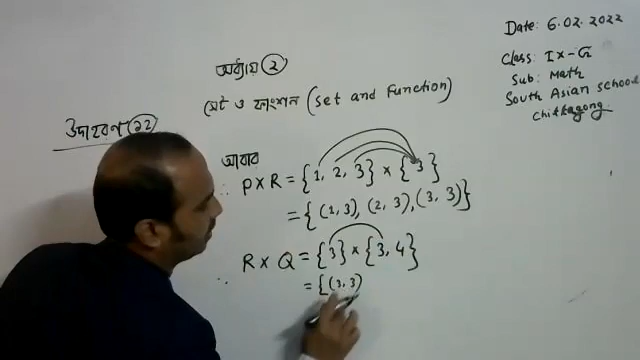 Date: 6.02.2022
Class: IX-G
Sub: Math
South Asian school
Chittagong.
অধ্যায় ২
সেট ও ফাংশন (set and Function)
উদাহরণ ১২
আবার
∴ P×R = {1, 2, 3} × {3}
= {(1, 3), (2, 3), (3, 3)}
∴ R × Q = {3} × {3, 4}
= {(3, 3)